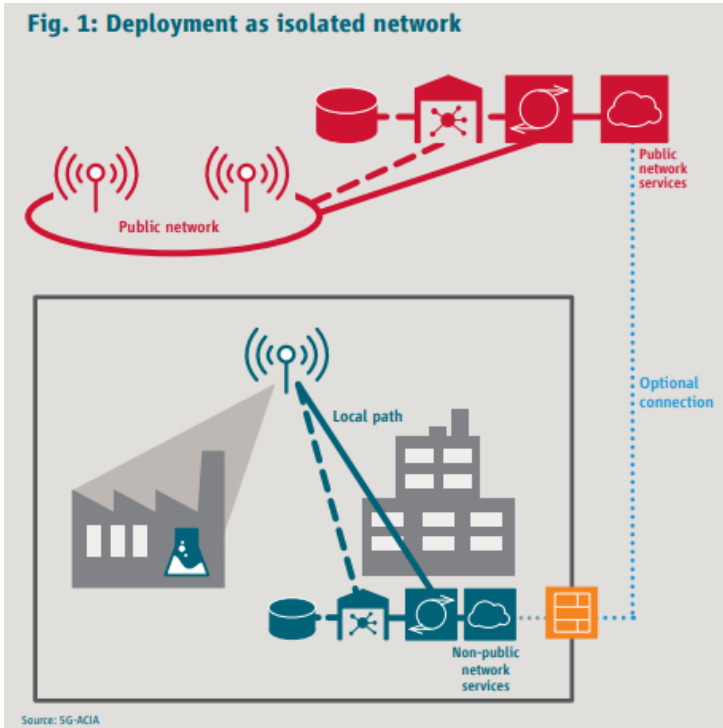 Fig. 1: Deployment as isolated network
Public
network
services
Public network
Optional
connection
Local path
Non-public
network
services
Source: 5G-ACIA